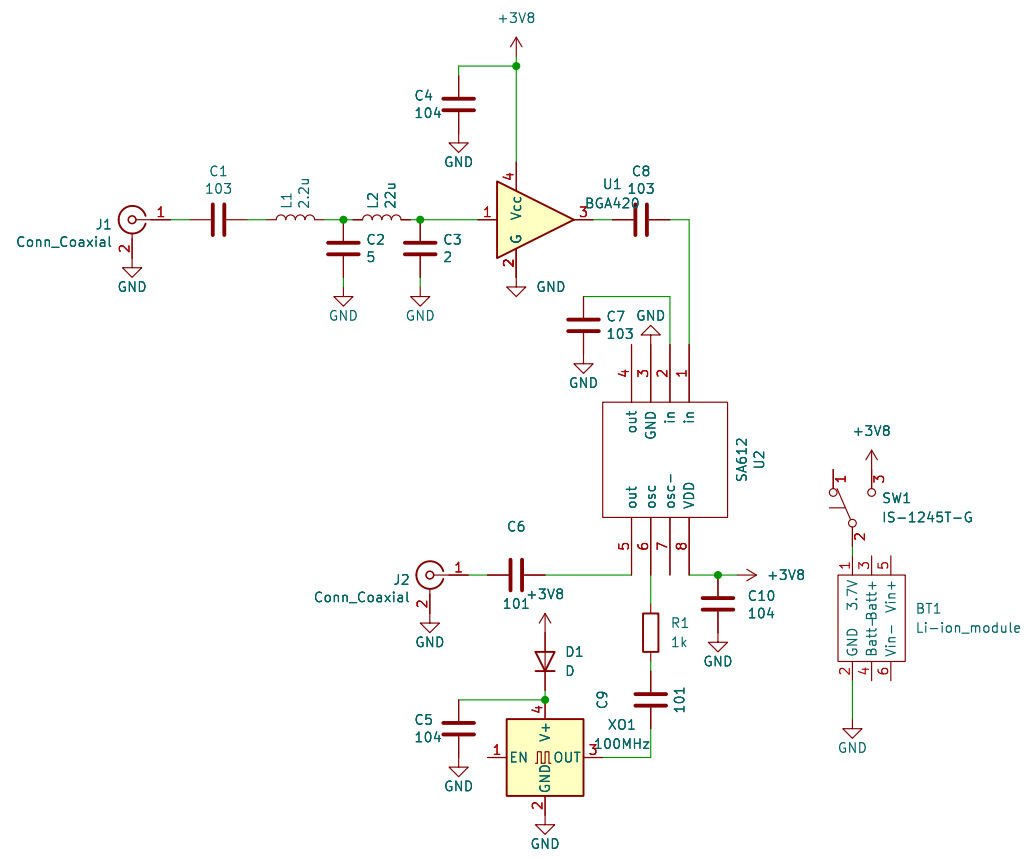 +3V8
C4
104
GND
C1
103
L1
2.2u
L2
22u
J1
Conn_Coaxial
1
2
GND
C2
5
GND
C3
2
GND
1
4
Vcc
G
2
3
GND
U1
BGA420
C8
103
C7
103
GND
GND
4
3
2
1
out
GND
in
in
SA612
U2
out
osc
osc-
VDD
5
6
7
8
C6
101
J2
Conn_Coaxial
1
2
GND
+3V8
C10
104
GND
R1
1k
C9
101
+3V8
D1
D
C5
104
GND
XO1
100MHz
4
V+
1
EN
OUT
3
GND
2
GND
+3V8
1
3
SW1
IS-1245T-G
2
1
3
5
3.7V
Batt+
Vin+
GND
Batt-
Vin-
2
4
6
BT1
Li-ion_module
GND